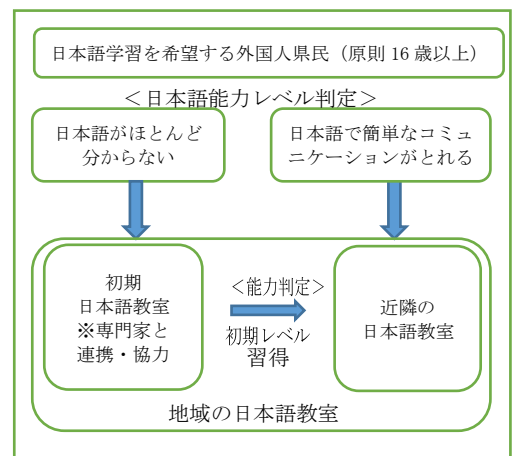 日本語学習を希望する外国人県民（原則 16 歳以上）
＜日本語能力レベル判定＞
日本語がほとんど
分からない
日本語で簡単なコミュ
ニケーションがとれる
初期
日本語教室
※専門家と
連携・協力
＜能力判定＞
初期レベル
習得
近隣の
日本語教室
地域の日本語教室